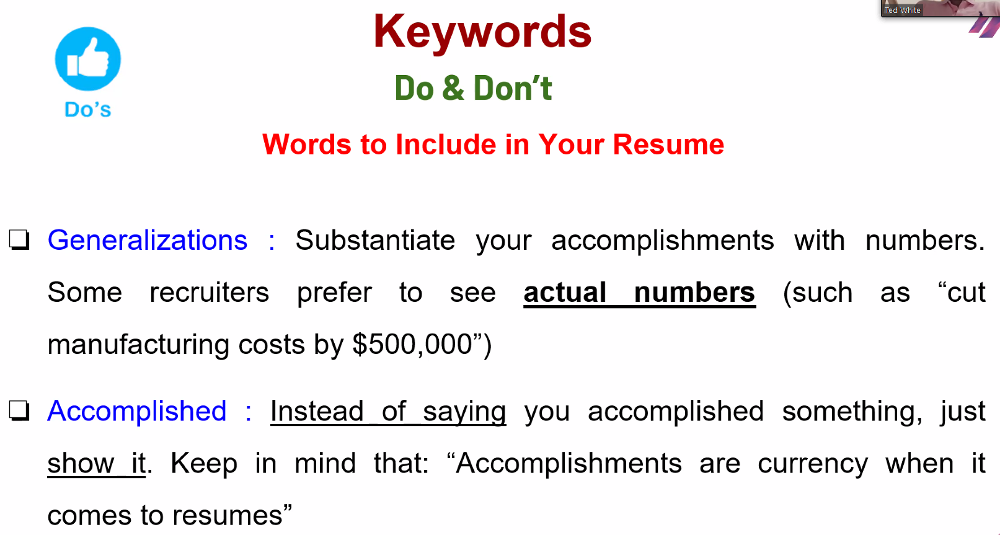 Ted White
Keywords
Do & Don’t
Do’s
Words to Include in Your Resume
❏ Generalizations : Substantiate your accomplishments with numbers.
Some recruiters prefer to see actual numbers (such as “cut
manufacturing costs by $500,000”)
❏ Accomplished : Instead of saying you accomplished something, just
show it. Keep in mind that: “Accomplishments are currency when it
comes to resumes”